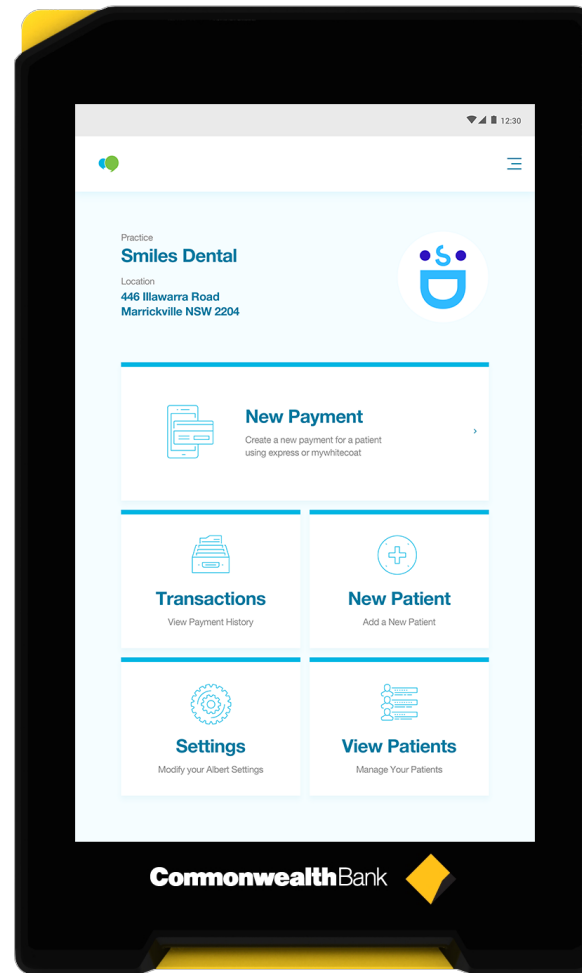 12:30
Practice
Smiles Dental
Location
446 Illawarra Road
Marrickville NSW 2204
S
New Payment
Create a new payment for a patient
using express or mywhitecoat
Transactions
View Payment History
New Patient
Add a New Patient
Settings
Modify your Albert Settings
View Patients
Manage Your Patients
CommonwealthBank